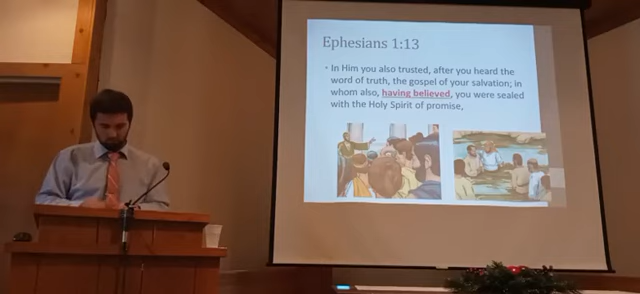 Ephesians 1:13
• In Him you also trusted, after you heard the
word of truth, the gospel of your salvation; in
whom also, having believed, you were sealed
with the Holy Spirit of promise,